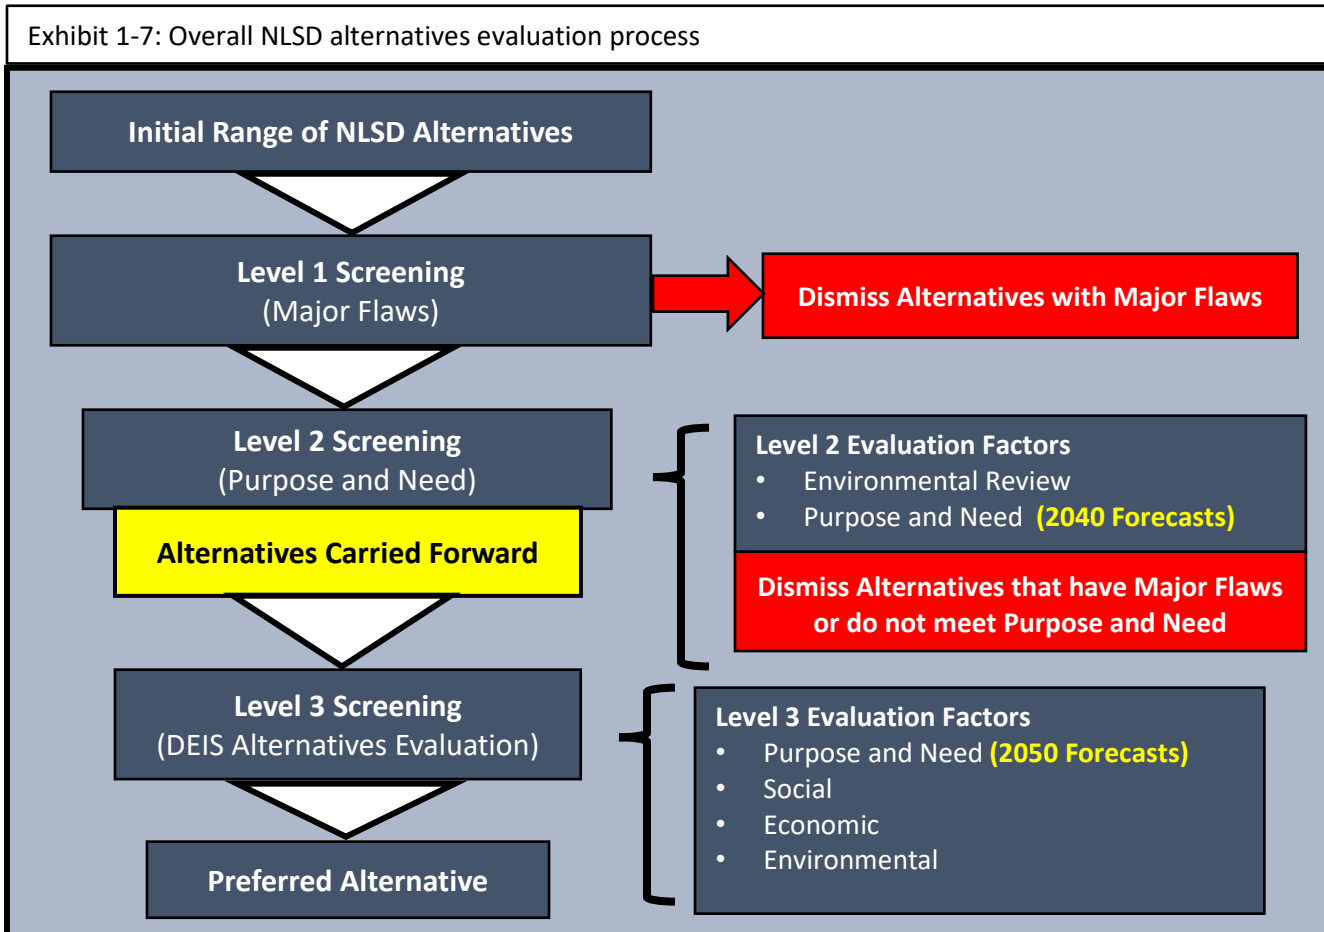 Exhibit 1-7: Overall NLSD alternatives evaluation process
Initial Range of NLSD Alternatives
Level 1 Screening
(Major Flaws)
Dismiss Alternatives with Major Flaws
Level 2 Screening
(Purpose and Need)
Alternatives Carried Forward
Level 2 Evaluation Factors
• Environmental Review
• Purpose and Need (2040 Forecasts)
Dismiss Alternatives that have Major Flaws
or do not meet Purpose and Need
Level 3 Screening
(DEIS Alternatives Evaluation)
Level 3 Evaluation Factors
• Purpose and Need (2050 Forecasts)
• Social
• Economic
• Environmental
Preferred Alternative